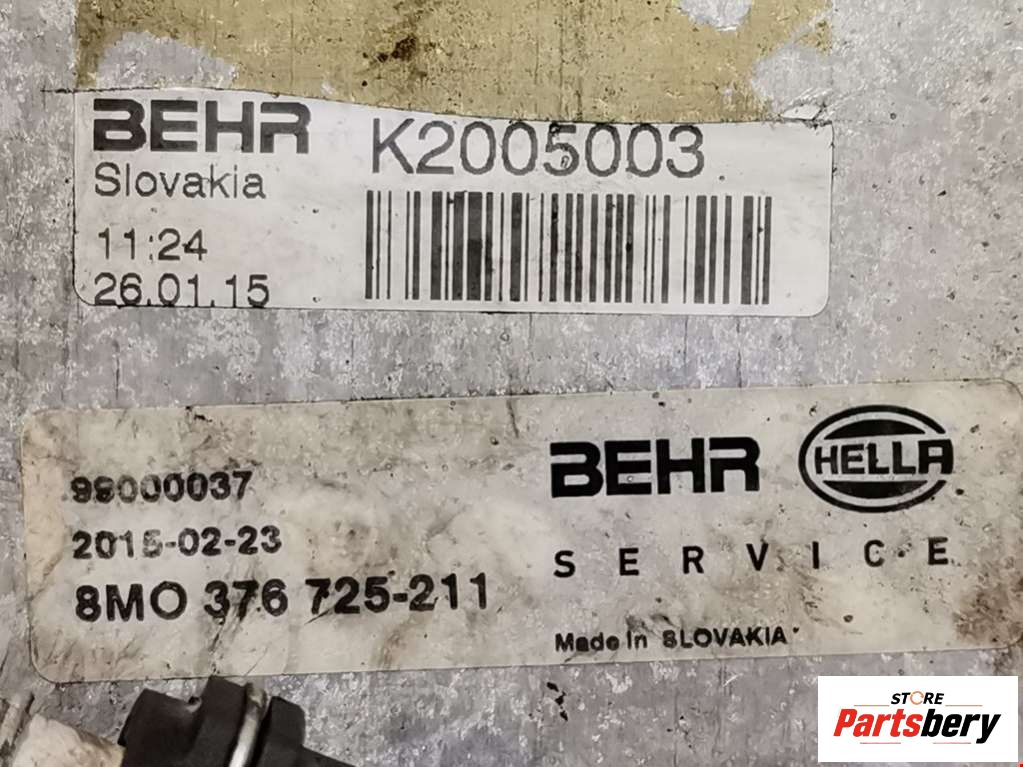 BEHR K2005003
Slovakia
11:24
26.01.15
99000037
2015-02-23
8MO 376 725-211
BEHR HELLA
SERVICE
Made in SLOVAKIA
STORE
Partsbery